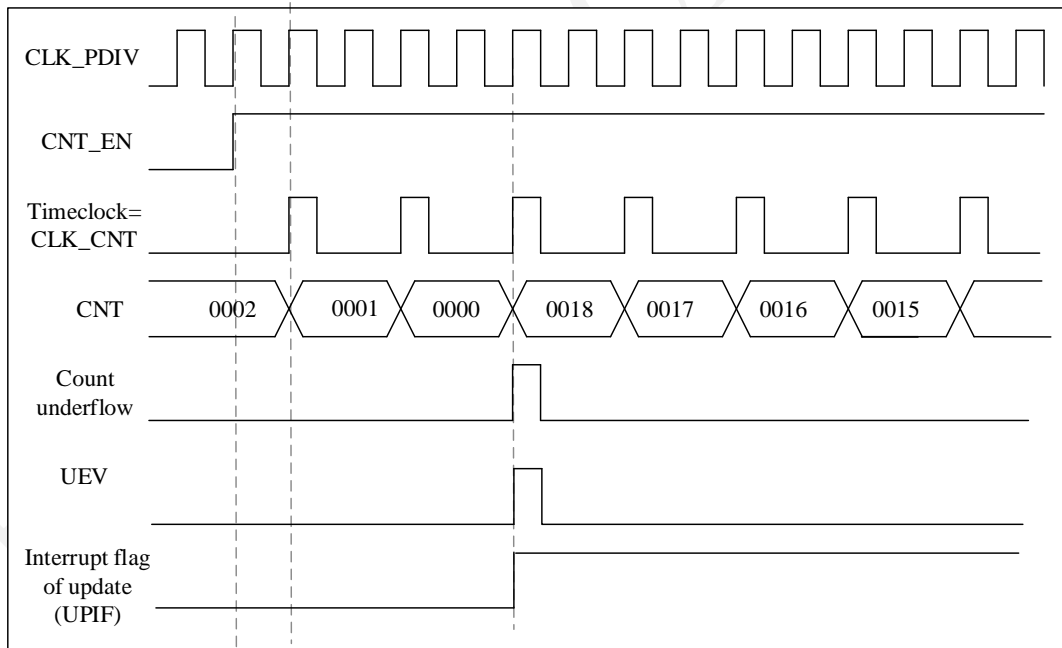 CLK_PDIV
CNT_EN
Timeclock=
CLK_CNT
CNT
0002 0001 0000 0018 0017 0016 0015
Count
underflow
UEV
Interrupt flag
of update
(UPIF)